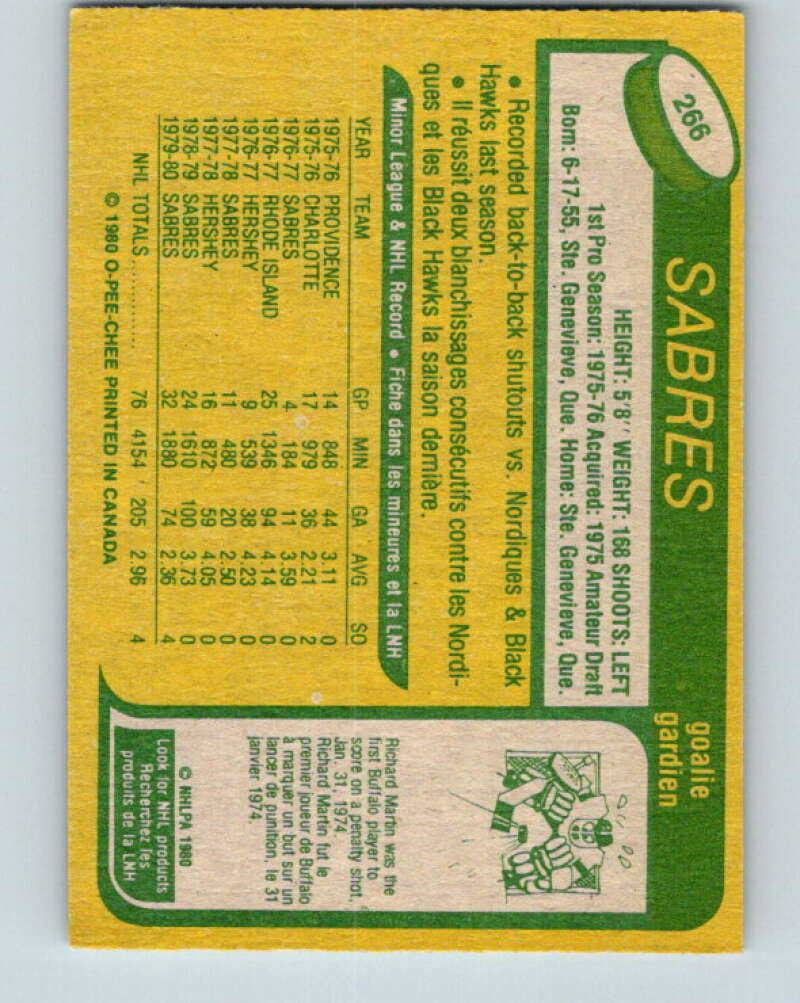 266
SABRES
goalie
gardien
HEIGHT: 5'8" WEIGHT: 168 SHOOTS: LEFT
1st Pro Season: 1975-76 Acquired: 1975 Amateur Draft
Born: 6-17-55, Ste. Genevieve, Que. Home: Ste. Genevieve, Que.
• Recorded back-to-back shutouts vs. Nordiques & Black
Hawks last season.
• Il réussit deux blanchissages consécutifs contre les Nordi-
ques et les Black Hawks la saison dernière.
Minor League & NHL Record • Fiche dans les mineures et la LNH
YEAR TEAM GP MIN GA AVG SO
1975-76 PROVIDENCE 14 848 44 3.11 0
1975-76 CHARLOTTE 17 979 36 2.21 2
1976-77 SABRES 4 184 11 3.59 0
1976-77 RHODE ISLAND 25 1346 94 4.14 0
1976-77 HERSHEY 9 539 38 4.23 0
1977-78 SABRES 11 480 20 2.50 0
1977-78 HERSHEY 16 872 59 4.05 0
1978-79 SABRES 24 1610 100 3.73 0
1979-80 SABRES 32 1880 74 2.36 4
NHL TOTALS ............... 76 4154 205 2.96 4
© 1980 O-PEE-CHEE PRINTED IN CANADA
Richard Martin was the
first Buffalo player to
score on a penalty shot,
Jan. 31, 1974.
Richard Martin fut le
premier joueur de Buffalo
à marquer un but sur un
lancer de punition, le 31
janvier 1974.
© NHLPA 1980
Look for NHL products
Recherchez les
produits de la LNH